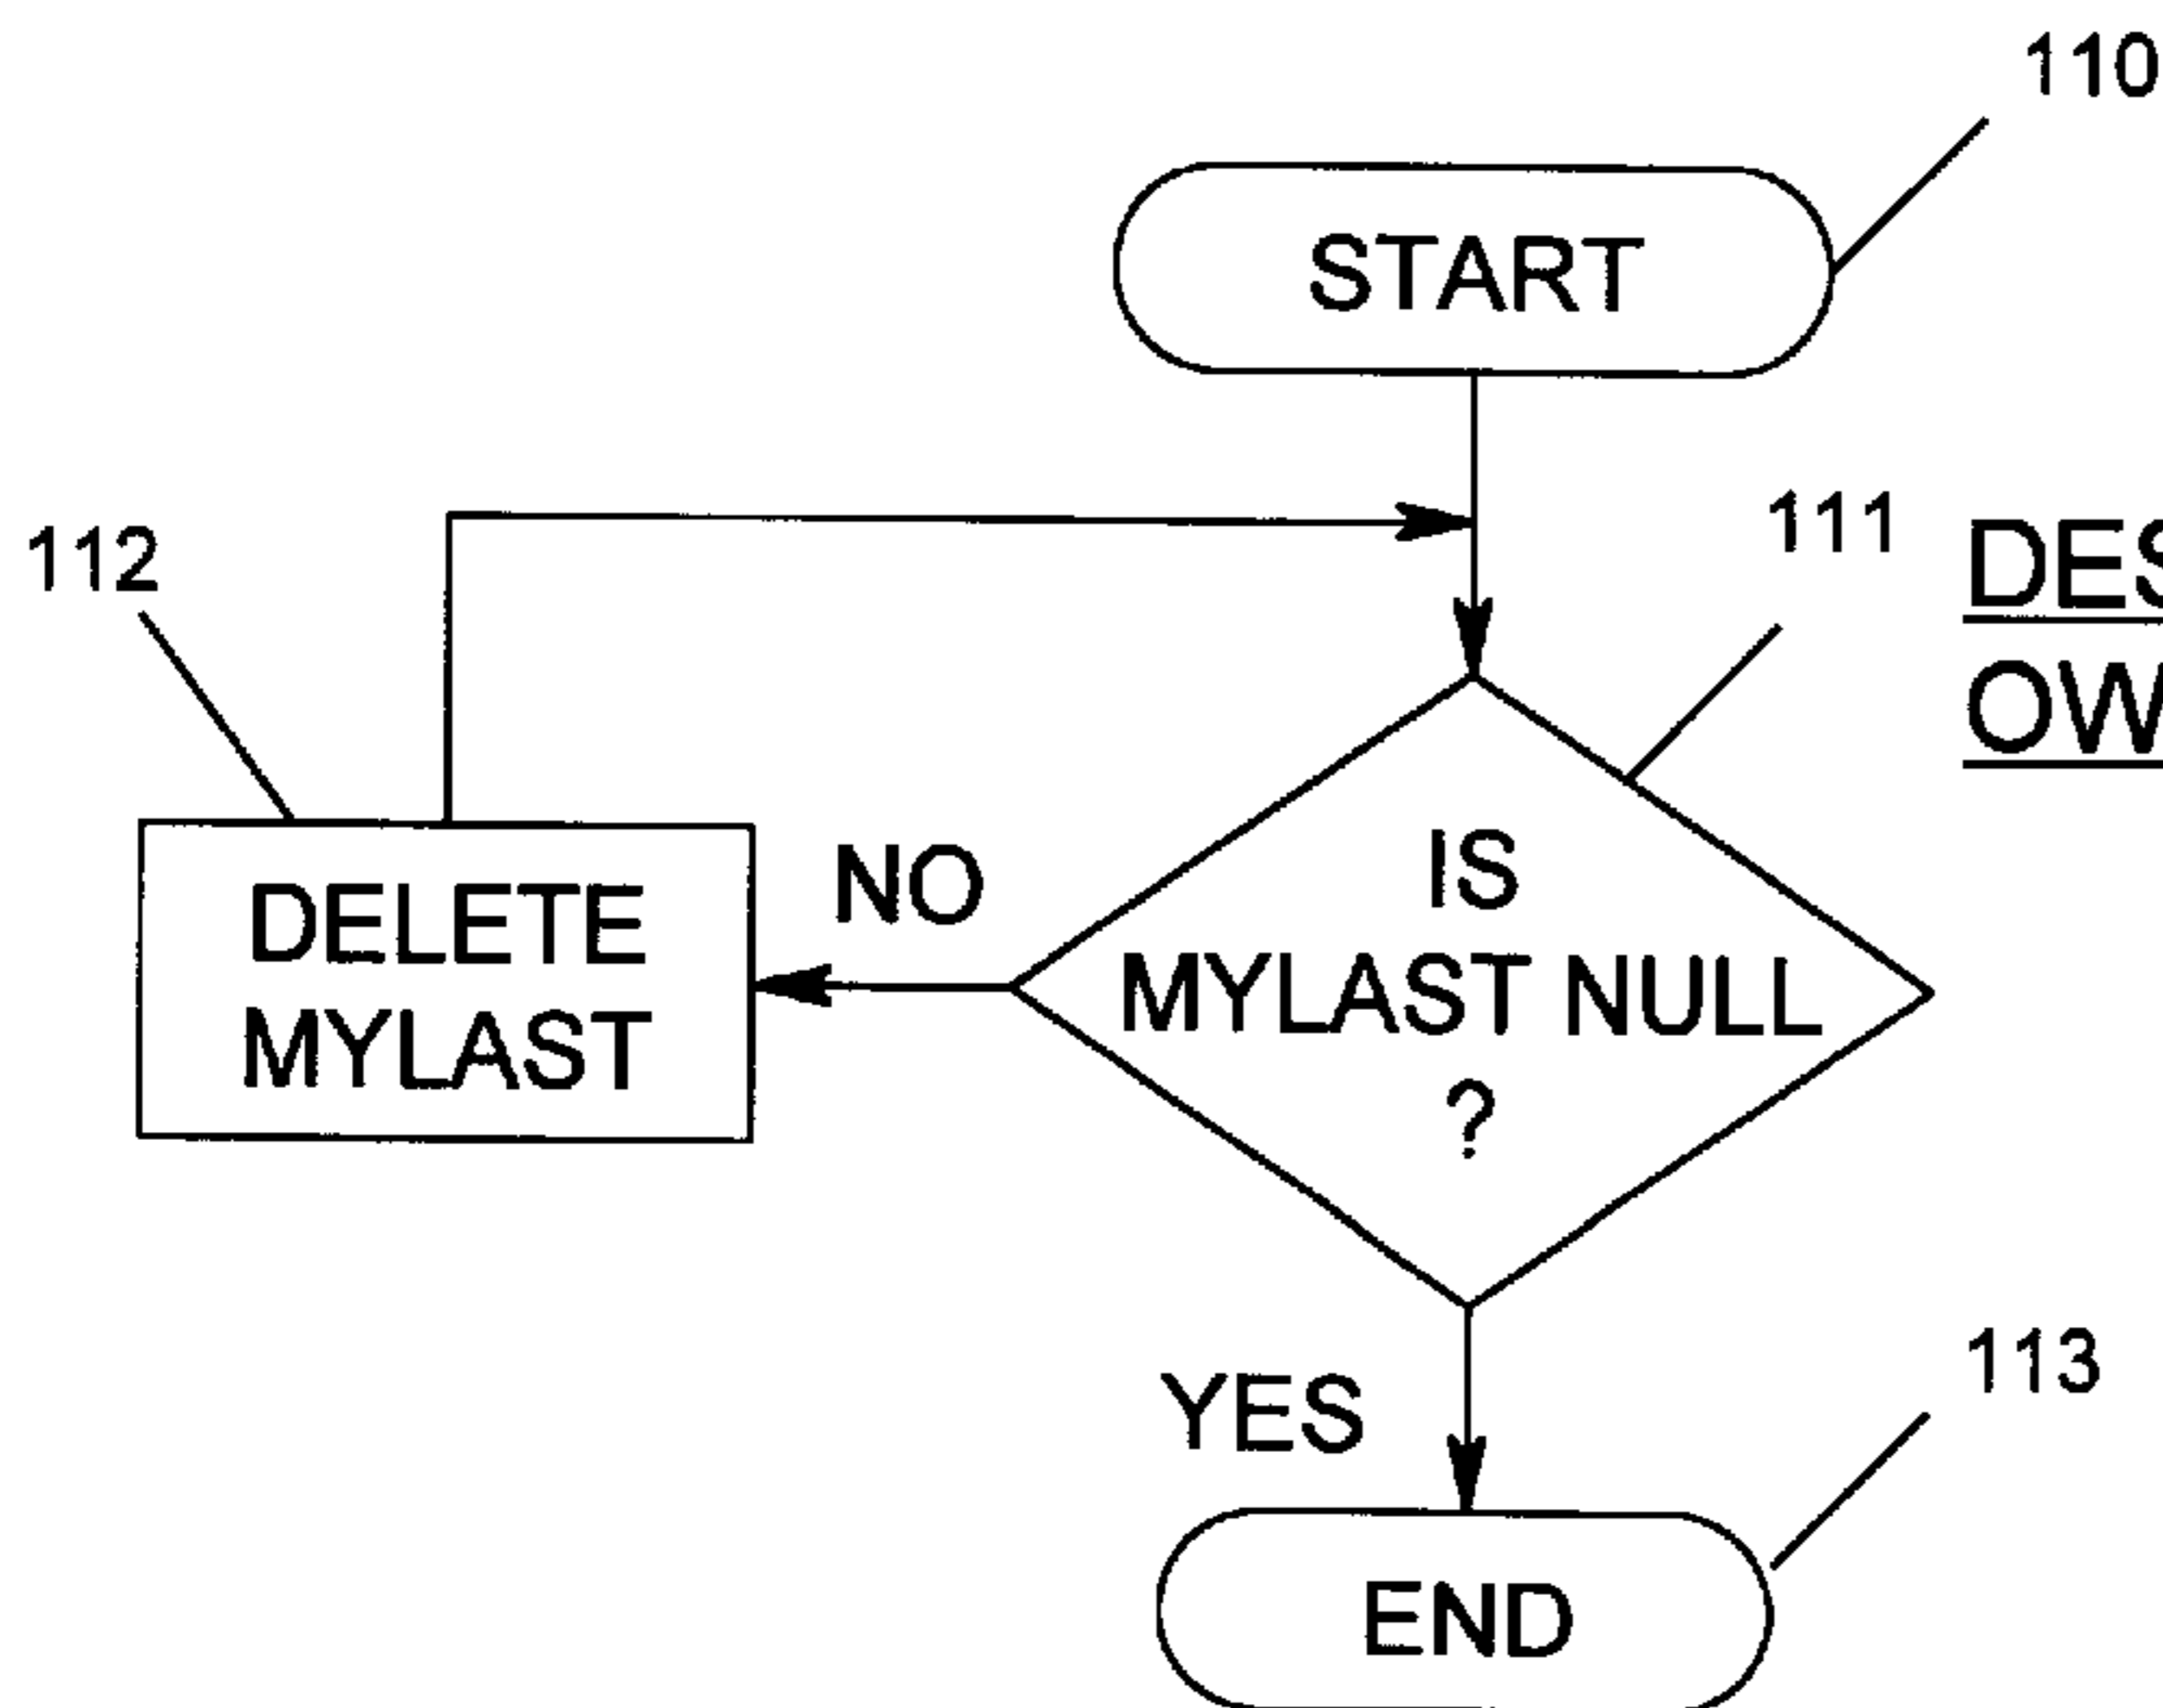 110
START
111
112
IS
MYLAST NULL
?
NO
DELETE
MYLAST
YES
113
END